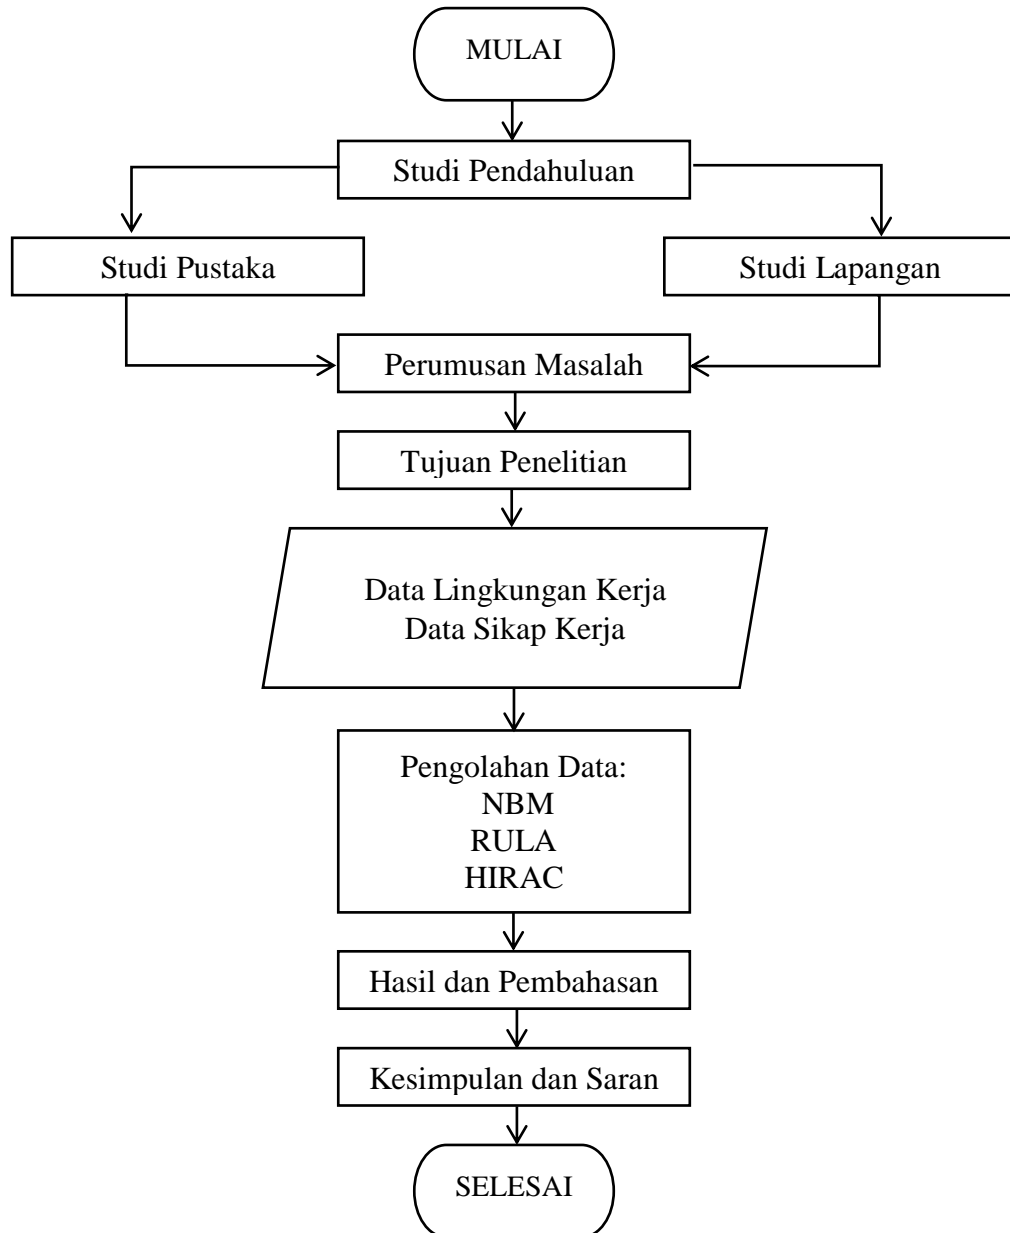 MULAI
Studi Pendahuluan
Studi Pustaka
Studi Lapangan
Perumusan Masalah
Tujuan Penelitian
Data Lingkungan Kerja
Data Sikap Kerja
Pengolahan Data:
NBM
RULA
HIRAC
Hasil dan Pembahasan
Kesimpulan dan Saran
SELESAI